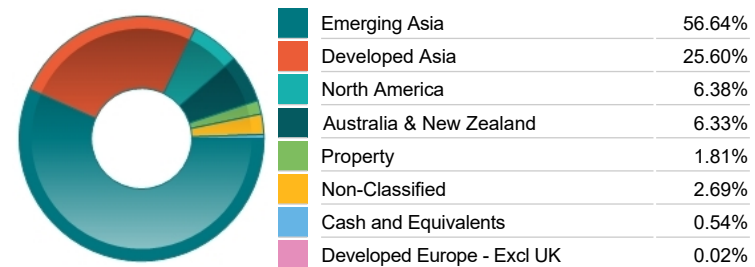 Emerging Asia 56.64%
Developed Asia 25.60%
North America 6.38%
Australia & New Zealand 6.33%
Property 1.81%
Non-Classified 2.69%
Cash and Equivalents 0.54%
Developed Europe - Excl UK 0.02%